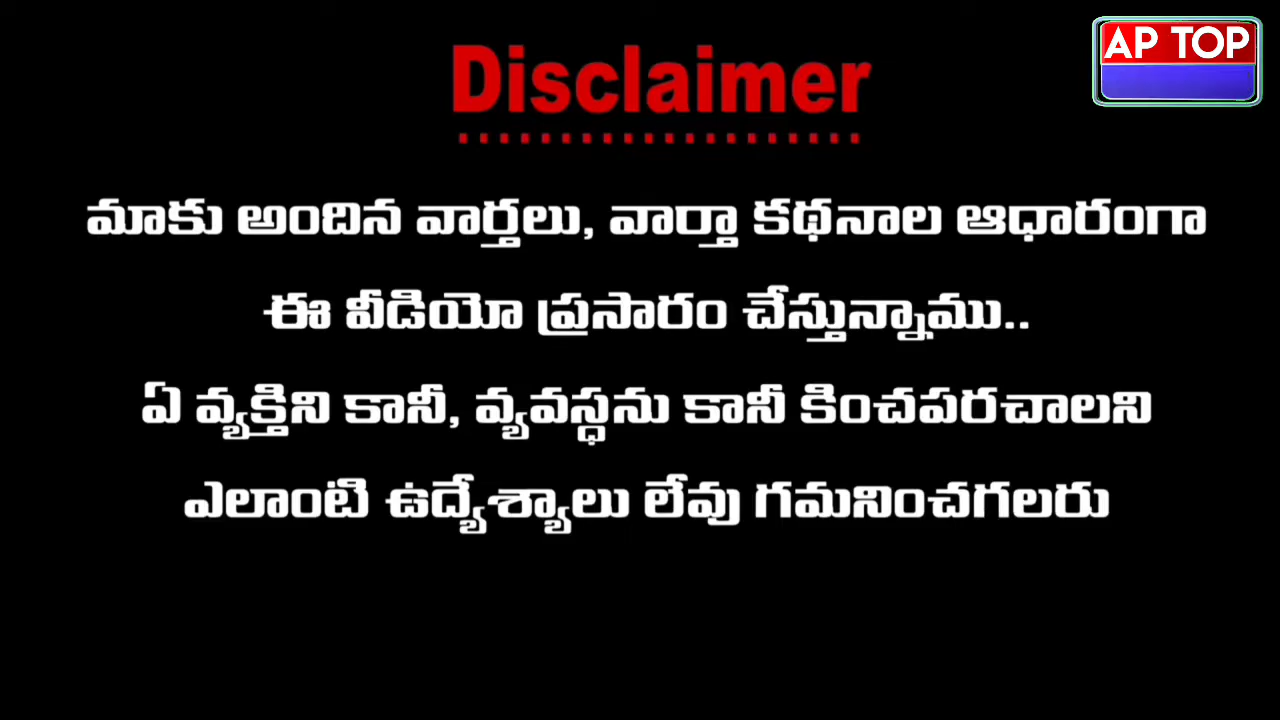 AP TOP
Disclaimer
మాకు అందిన వార్తలు, వార్తా కథనాల ఆధారంగా
ఈ వీడియో ప్రసారం చేస్తున్నాము..
ఏ వ్యక్తిని కానీ, వ్యవస్థను కానీ కించపరచాలని
ఎలాంటి ఉద్యేశ్యాలు లేవు గమనించగలరు